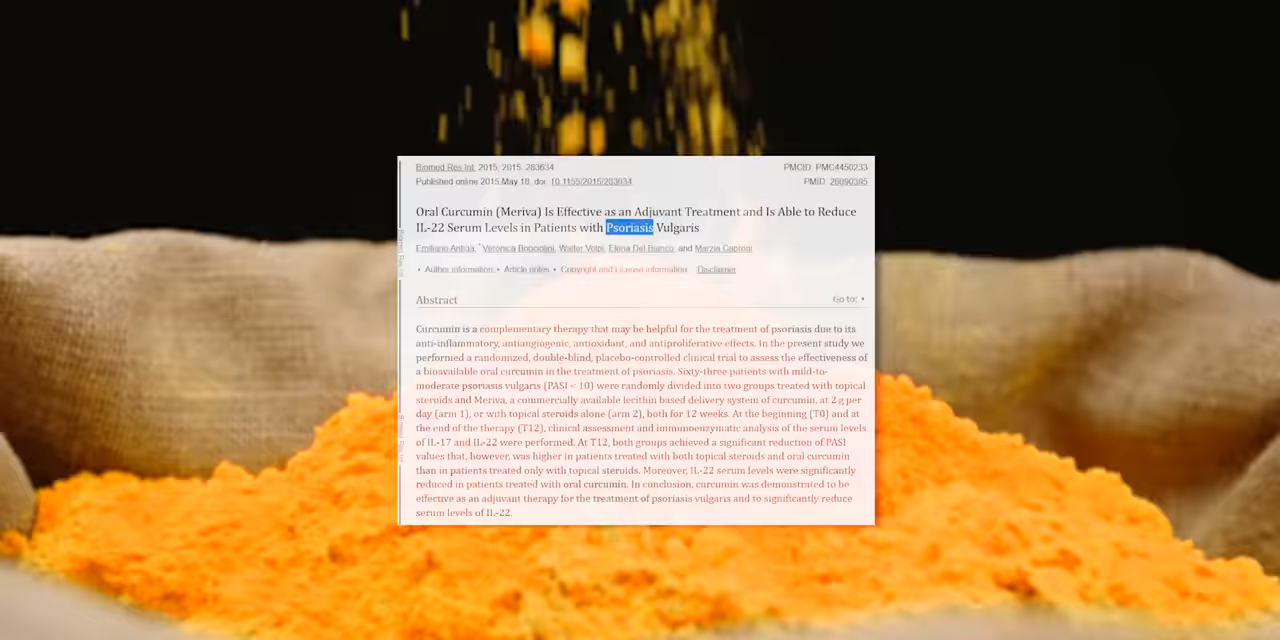 Biomed Res Int. 2015; 2015: 283634
PMCID: PMC4450233
Published online 2015 May 18. doi: 10.1155/2015/283634
PMID: 26090395
Oral Curcumin (Meriva) Is Effective as an Adjuvant Treatment and Is Able to Reduce
IL-22 Serum Levels in Patients with Psoriasis Vulgaris
Emiliano Antiga, * Veronica Bonciolini, Walter Volpi, Elena Del Bianco, and Marzia Caproni
• Author information • Article notes • Copyright and License information Disclaimer
Abstract
Go to:
Curcumin is a complementary therapy that may be helpful for the treatment of psoriasis due to its
anti-inflammatory, antiangiogenic, antioxidant, and antiproliferative effects. In the present study we
performed a randomized, double-blind, placebo-controlled clinical trial to assess the effectiveness of
a bioavailable oral curcumin in the treatment of psoriasis. Sixty-three patients with mild-to-
moderate psoriasis vulgaris (PASI < 10) were randomly divided into two groups treated with topical
steroids and Meriva, a commercially available lecithin based delivery system of curcumin, at 2 g per
day (arm 1), or with topical steroids alone (arm 2), both for 12 weeks. At the beginning (T0) and at
the end of the therapy (T12), clinical assessment and immunoenzymatic analysis of the serum levels
of IL-17 and IL-22 were performed. At T12, both groups achieved a significant reduction of PASI
values that, however, was higher in patients treated with both topical steroids and oral curcumin
than in patients treated only with topical steroids. Moreover, IL-22 serum levels were significantly
reduced in patients treated with oral curcumin. In conclusion, curcumin was demonstrated to be
effective as an adjuvant therapy for the treatment of psoriasis vulgaris and to significantly reduce
serum levels of IL-22.